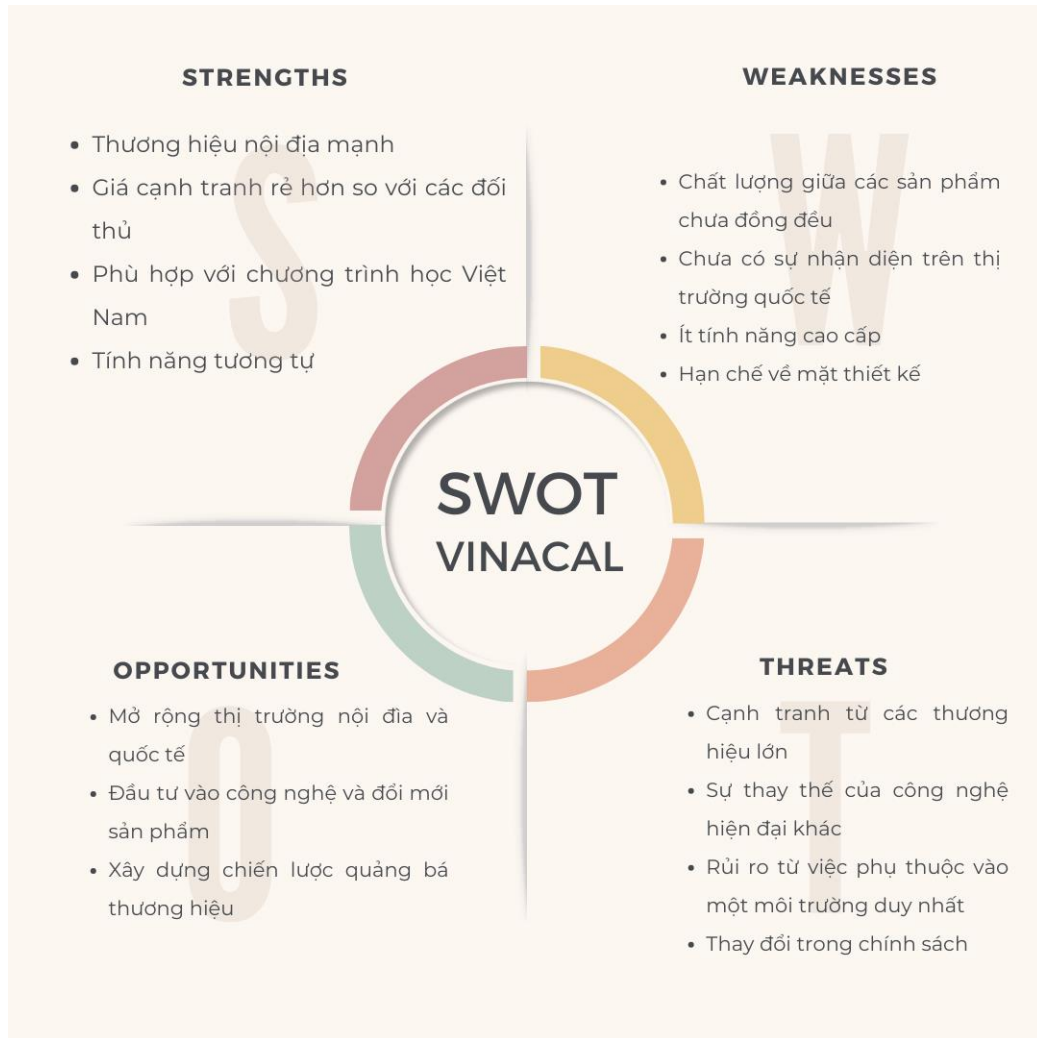 STRENGTHS
• Thương hiệu nội địa mạnh
• Giá cạnh tranh rẻ hơn so với các đối
thủ
• Phù hợp với chương trình học Việt
Nam
• Tính năng tương tự
S
WEAKNESSES
• Chất lượng giữa các sản phẩm
chưa đồng đều
• Chưa có sự nhận diện trên thị
trường quốc tế
• Ít tính năng cao cấp
• Hạn chế về mặt thiết kế
W
SWOT
VINACAL
OPPORTUNITIES
• Mở rộng thị trường nội đìa và
quốc tế
• Đầu tư vào công nghệ và đổi mới
sản phẩm
• Xây dựng chiến lược quảng bá
thương hiệu
O
THREATS
• Cạnh tranh từ các thương
hiệu lớn
• Sự thay thế của công nghệ
hiện đại khác
• Rủi ro từ việc phụ thuộc vào
một môi trường duy nhất
• Thay đổi trong chính sách
T